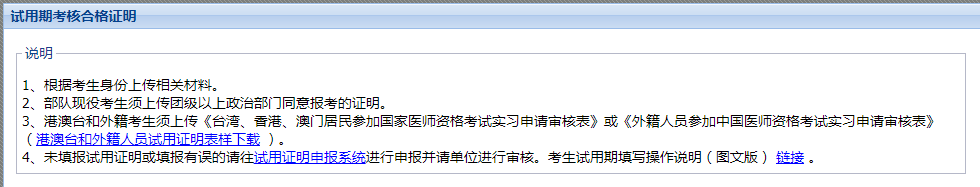 试用期考核合格证明
说明
1、根据考生身份上传相关材料。
2、部队现役考生须上传团级以上政治部门同意报考的证明。
3、港澳台和外籍考生须上传《台湾、香港、澳门居民参加国家医师资格考试实习申请审核表》或《外籍人员参加中国医师资格考试实习申请审核表》
（港澳台和外籍人员试用证明表样下载 ）。
4、未填报试用证明或填报有误的请往试用证明申报系统进行申报并请单位进行审核。考生试用期填写操作说明（图文版） 链接 。